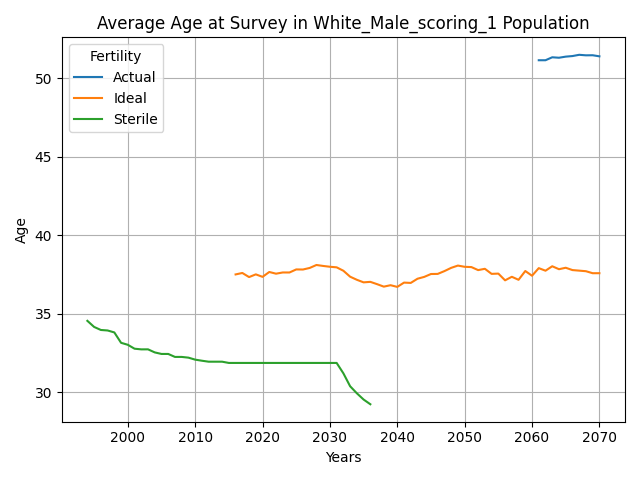 Average Age at Survey in White_Male_scoring_1 Population
Fertility
Actual
Ideal
Sterile
Age
50
45
40
35
30
2000 2010 2020 2030 2040 2050 2060 2070
Years